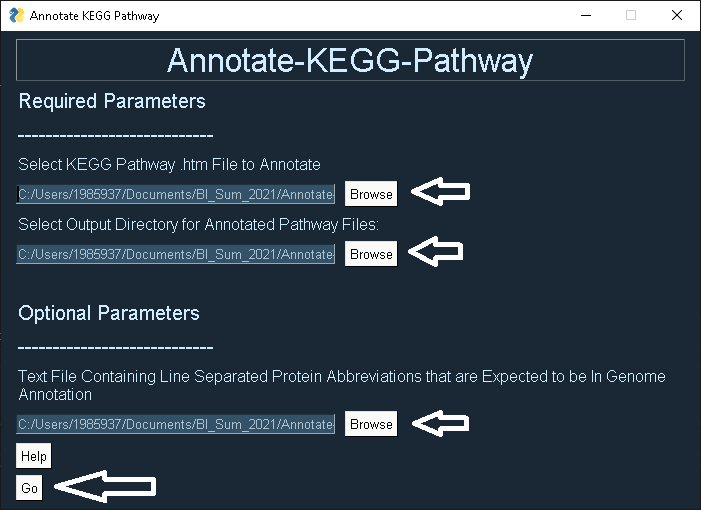 Annotate KEGG Pathway
Annotate-KEGG-Pathway
Required Parameters
------------------------------
Select KEGG Pathway .htm File to Annotate
C:/Users/1985937/Documents/BI_Sum_2021/Annotate- Browse
Select Output Directory for Annotated Pathway Files:
C:/Users/1985937/Documents/BI_Sum_2021/Annotate- Browse
Optional Parameters
------------------------------
Text File Containing Line Separated Protein Abbreviations that are Expected to be In Genome
Annotation
C:/Users/1985937/Documents/BI_Sum_2021/Annotate- Browse
Help
Go